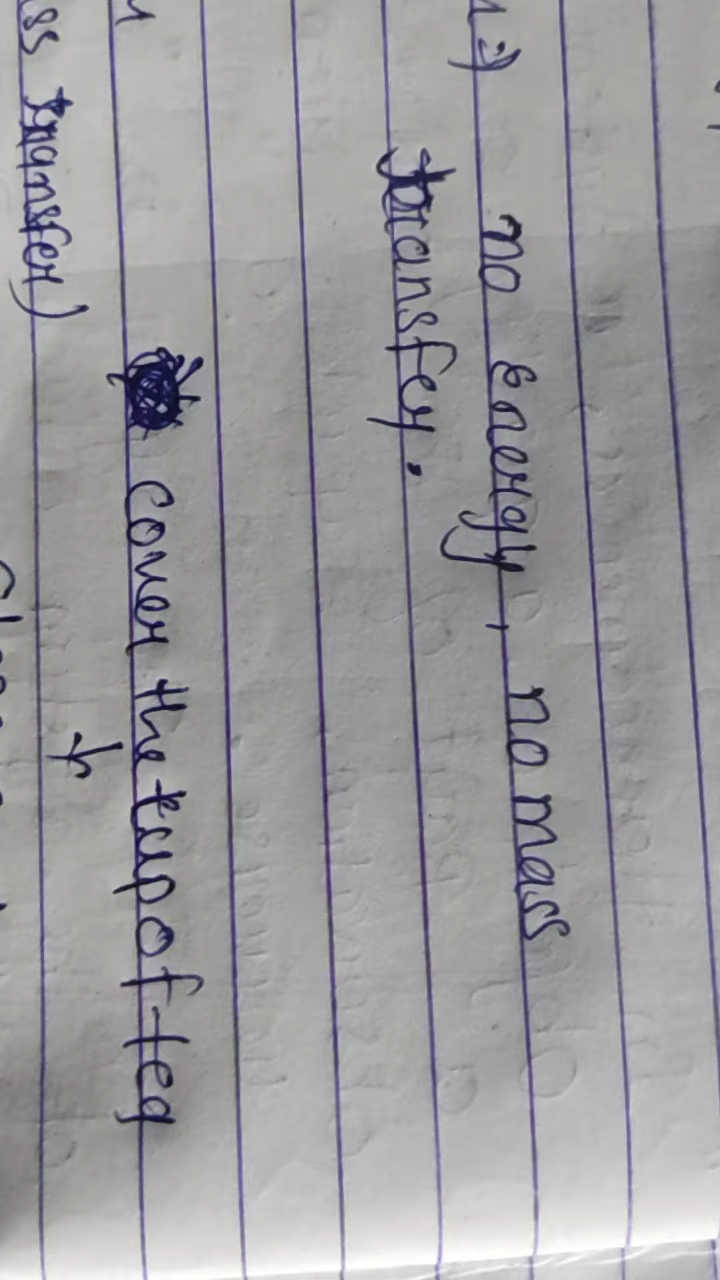 no energy, no mass
transfer.
cover the cup of tea
ss transfer)